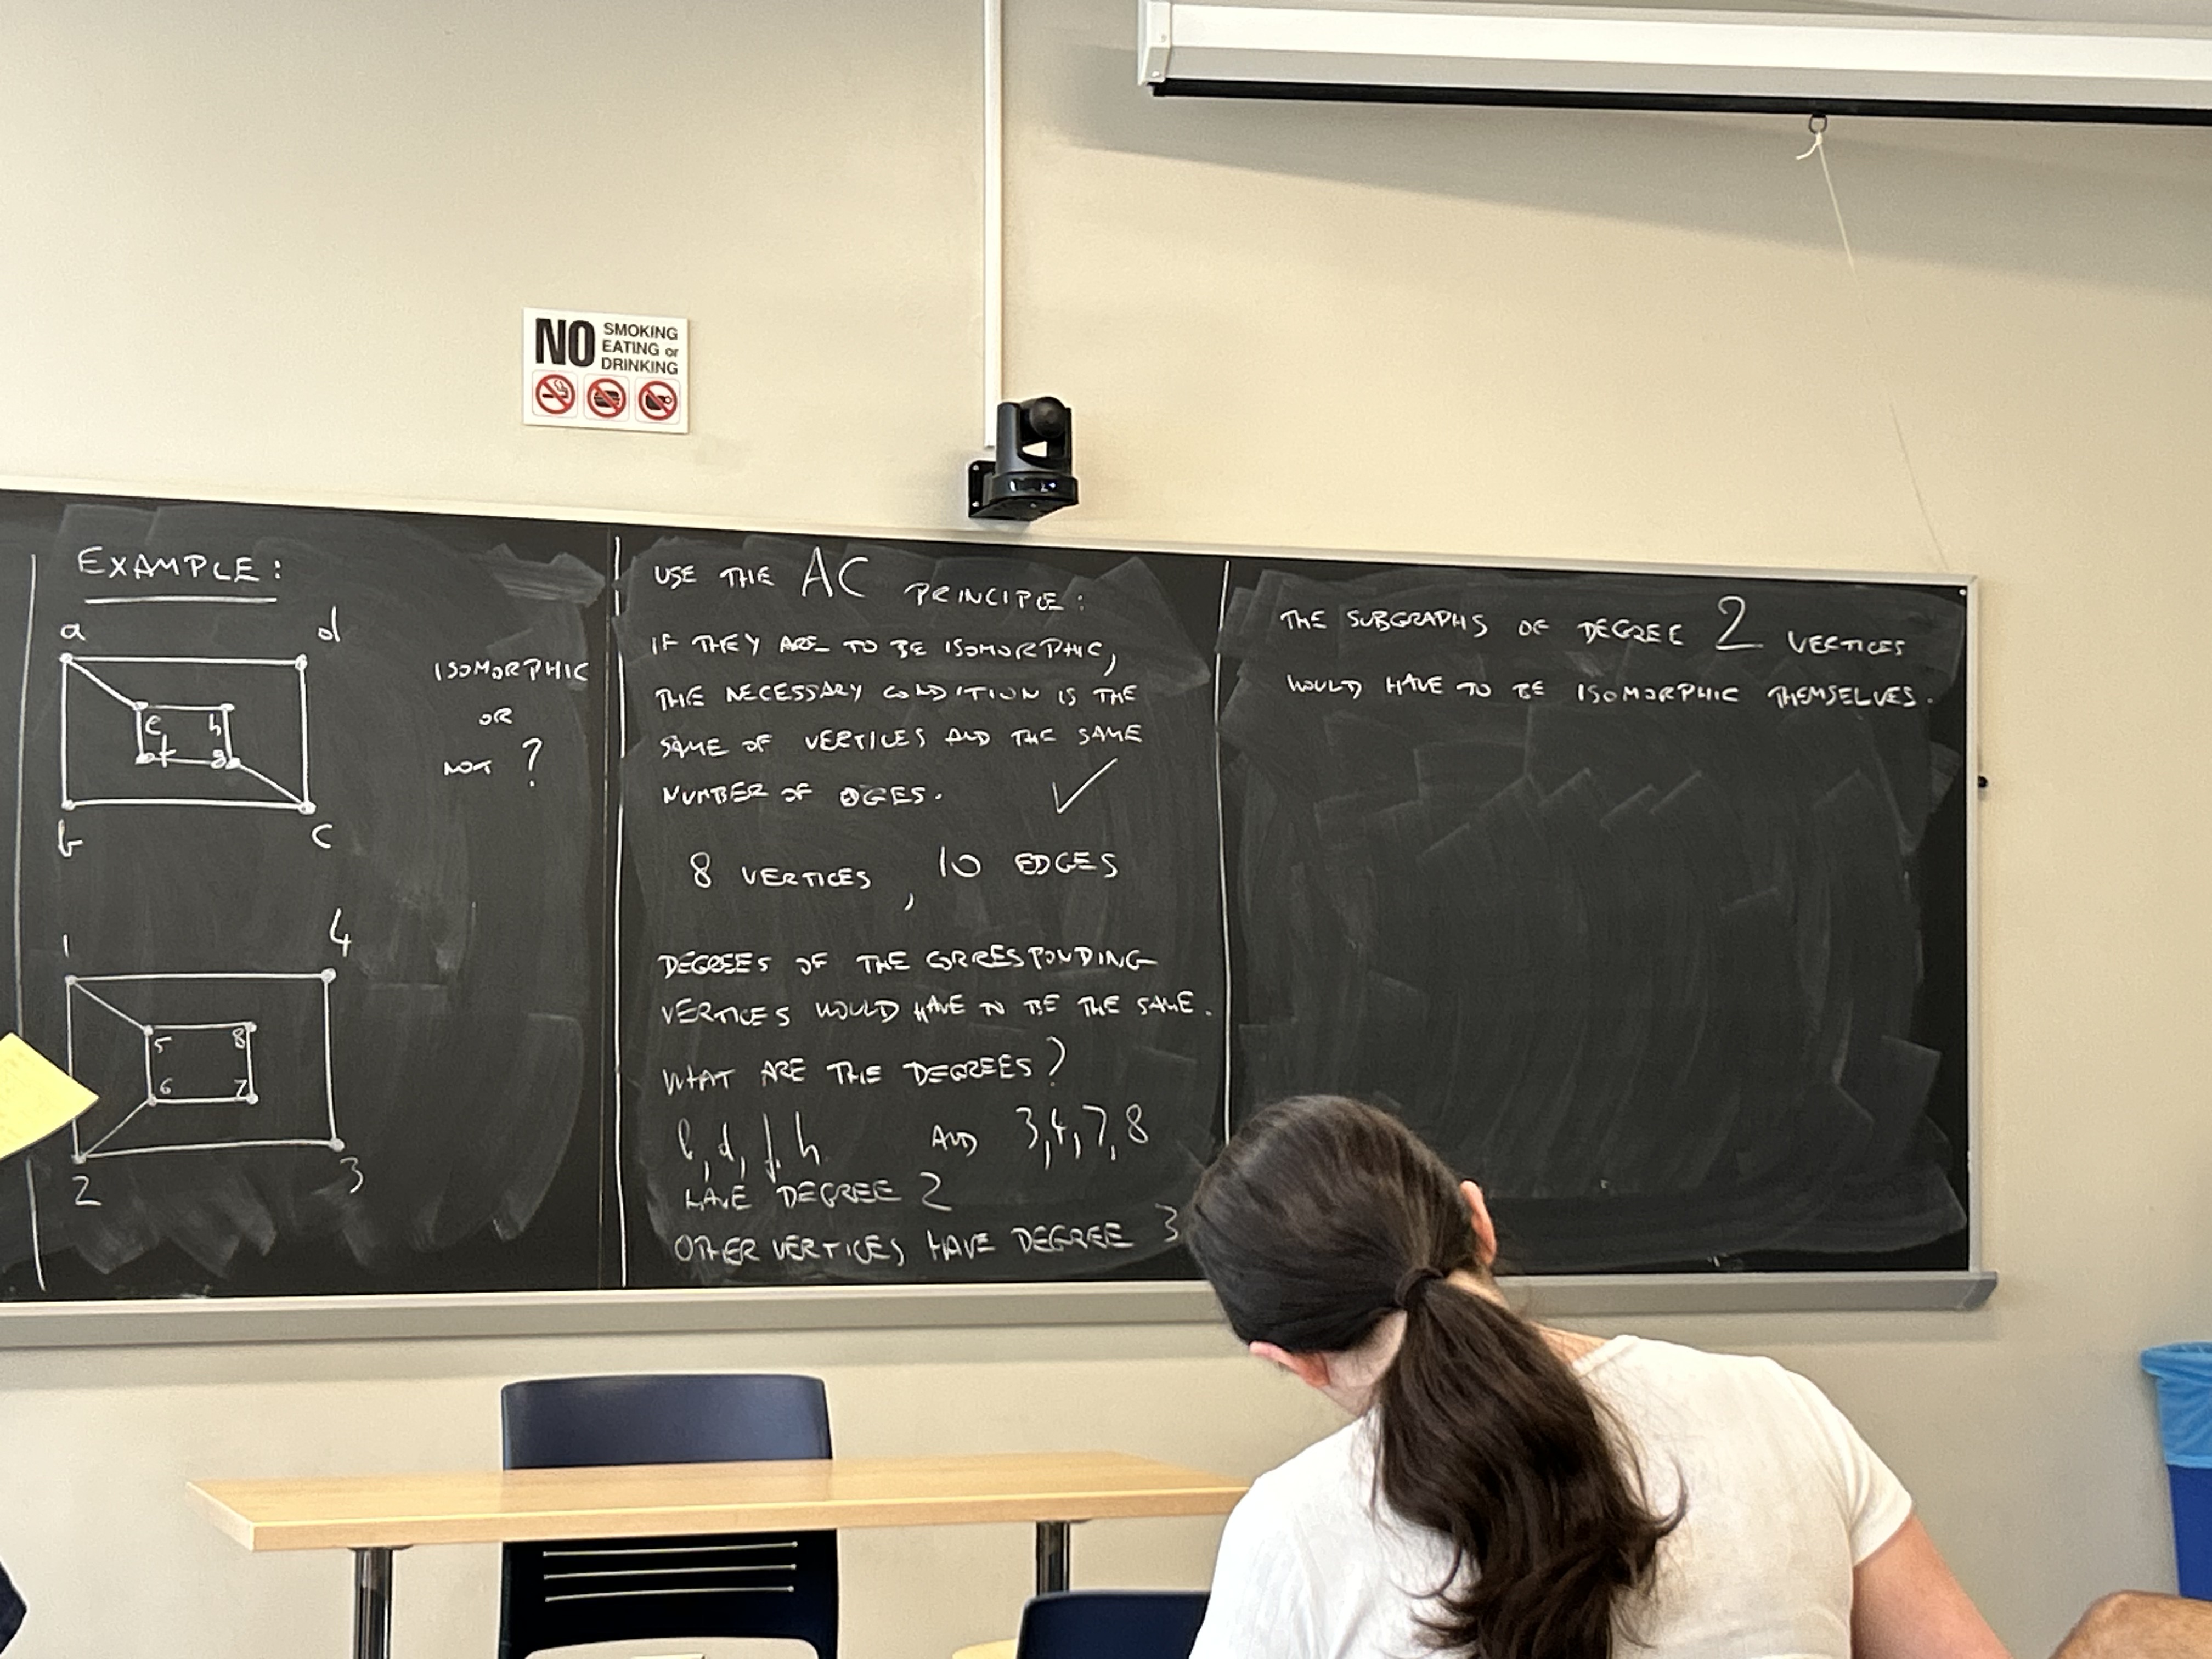 NO SMOKING
EATING or
DRINKING
EXAMPLE:
a d
e h
f g
b c
ISOMORPHIC
OR
NOT ?
1 4
5 8
6 7
2 3
USE THE AC PRINCIPLE:
IF THEY ARE TO BE ISOMORPHIC,
THE NECESSARY CONDITION IS THE
SAME OF VERTICES AND THE SAME
NUMBER OF EDGES. ✓
8 VERTICES, 10 EDGES
DEGREES OF THE CORRESPONDING
VERTICES WOULD HAVE TO BE THE SAME.
WHAT ARE THE DEGREES?
b, d, f, h AND 3,4,7,8
HAVE DEGREE 2
OTHER VERTICES HAVE DEGREE 3
THE SUBGRAPHS OF DEGREE 2 VERTICES
WOULD HAVE TO BE ISOMORPHIC THEMSELVES.